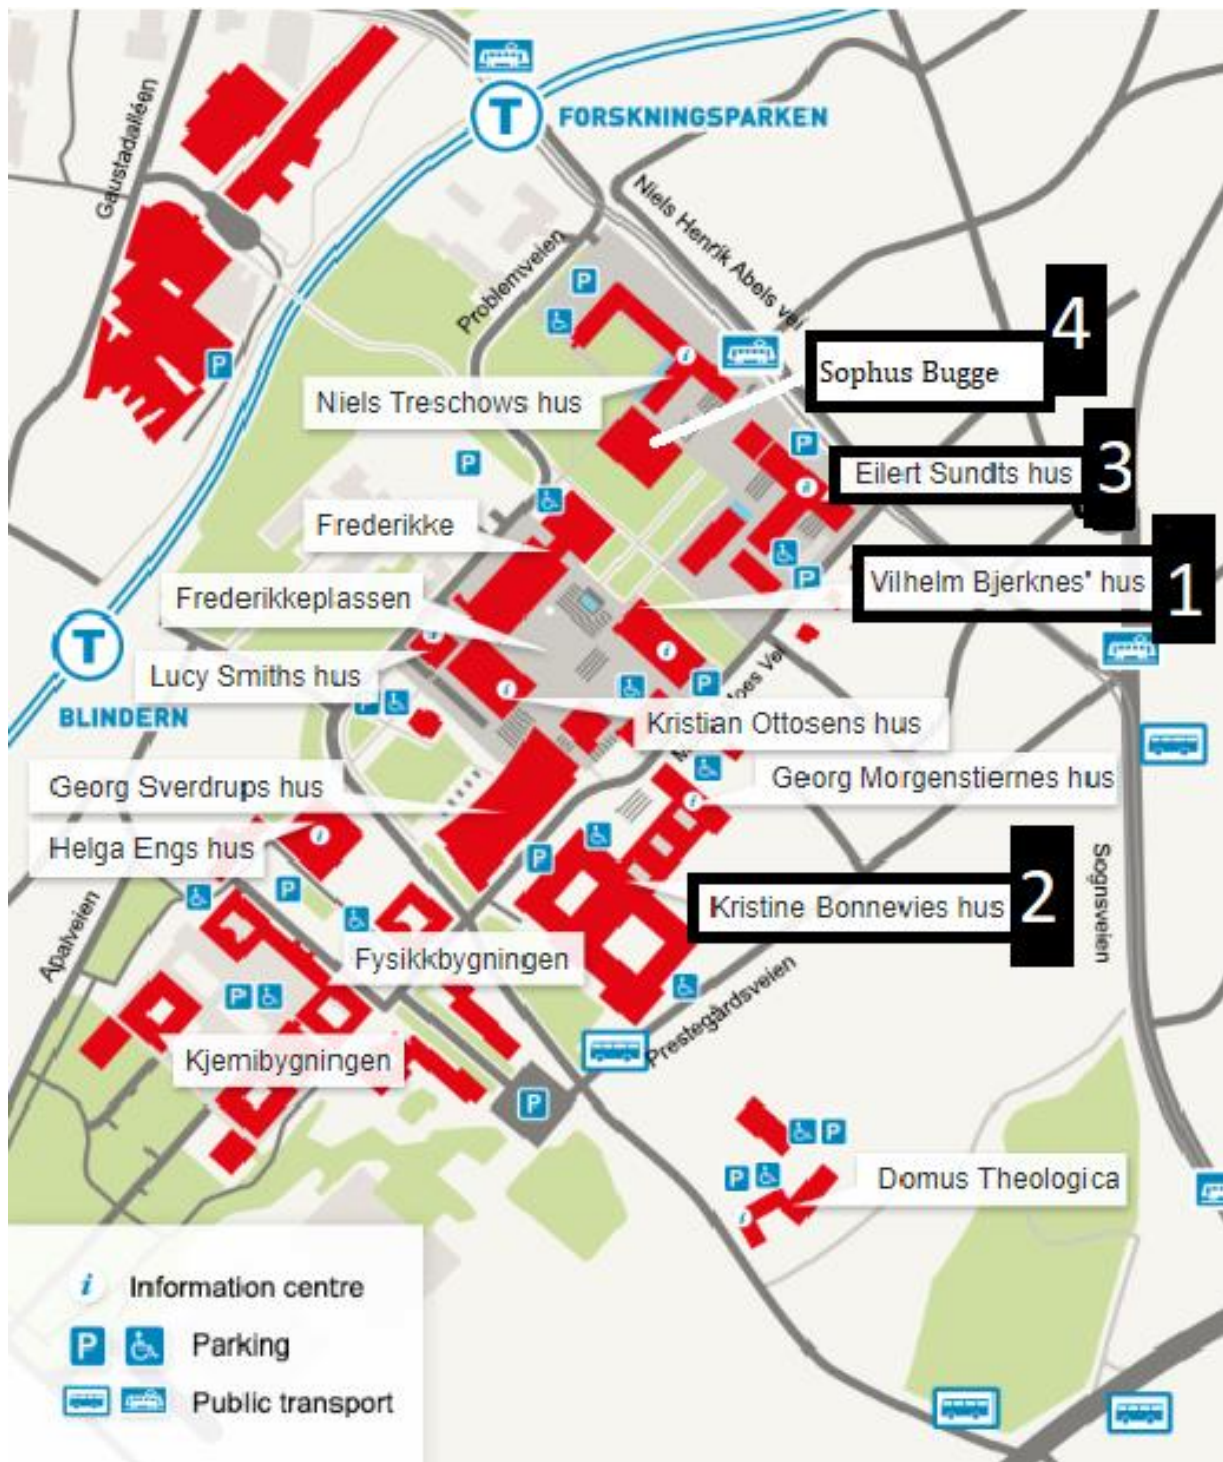 T
FORSKNINGSPARKEN
Gaustadalléen
Niels Henrik Abels vei
Problemveien
P
4
P
Sophus Bugge
i
Niels Treschows hus
3
P
P
Eilert Sundts hus
i
Frederikke
1
Vilhelm Bjerknes' hus
P
Frederikkeplassen
T
i
i
Lucy Smiths hus
P
i
P
BLINDERN
Kristian Ottosens hus
Moes Vei
Georg Sverdrups hus
Georg Morgenstiernes hus
i
i
Helga Engs hus
P
2
P
Kristine Bonnevies hus
Sognsveien
Apalveien
Fysikkbygningen
P
Prestegårdsveien
Kjemibygningen
P
P
P
Domus Theologica
i
i Information centre
P Parking
Public transport